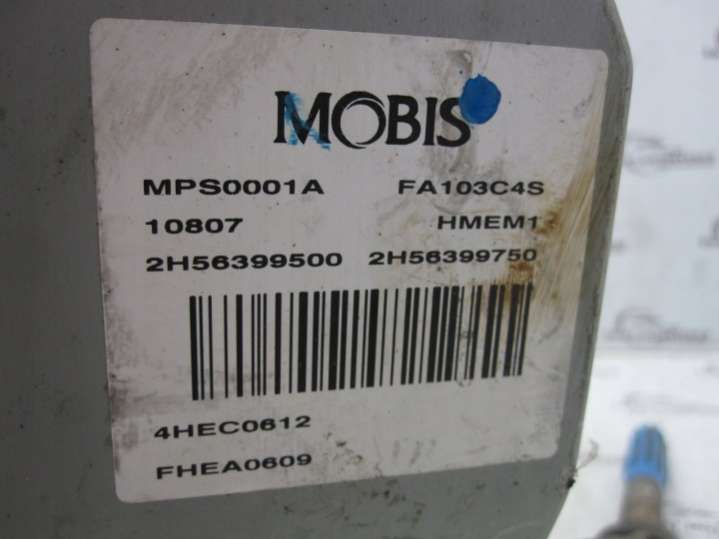 MOBIS
MPS0001A FA103C4S
10807 HMEM1
2H56399500 2H56399750
4HEC0612
FHEA0609